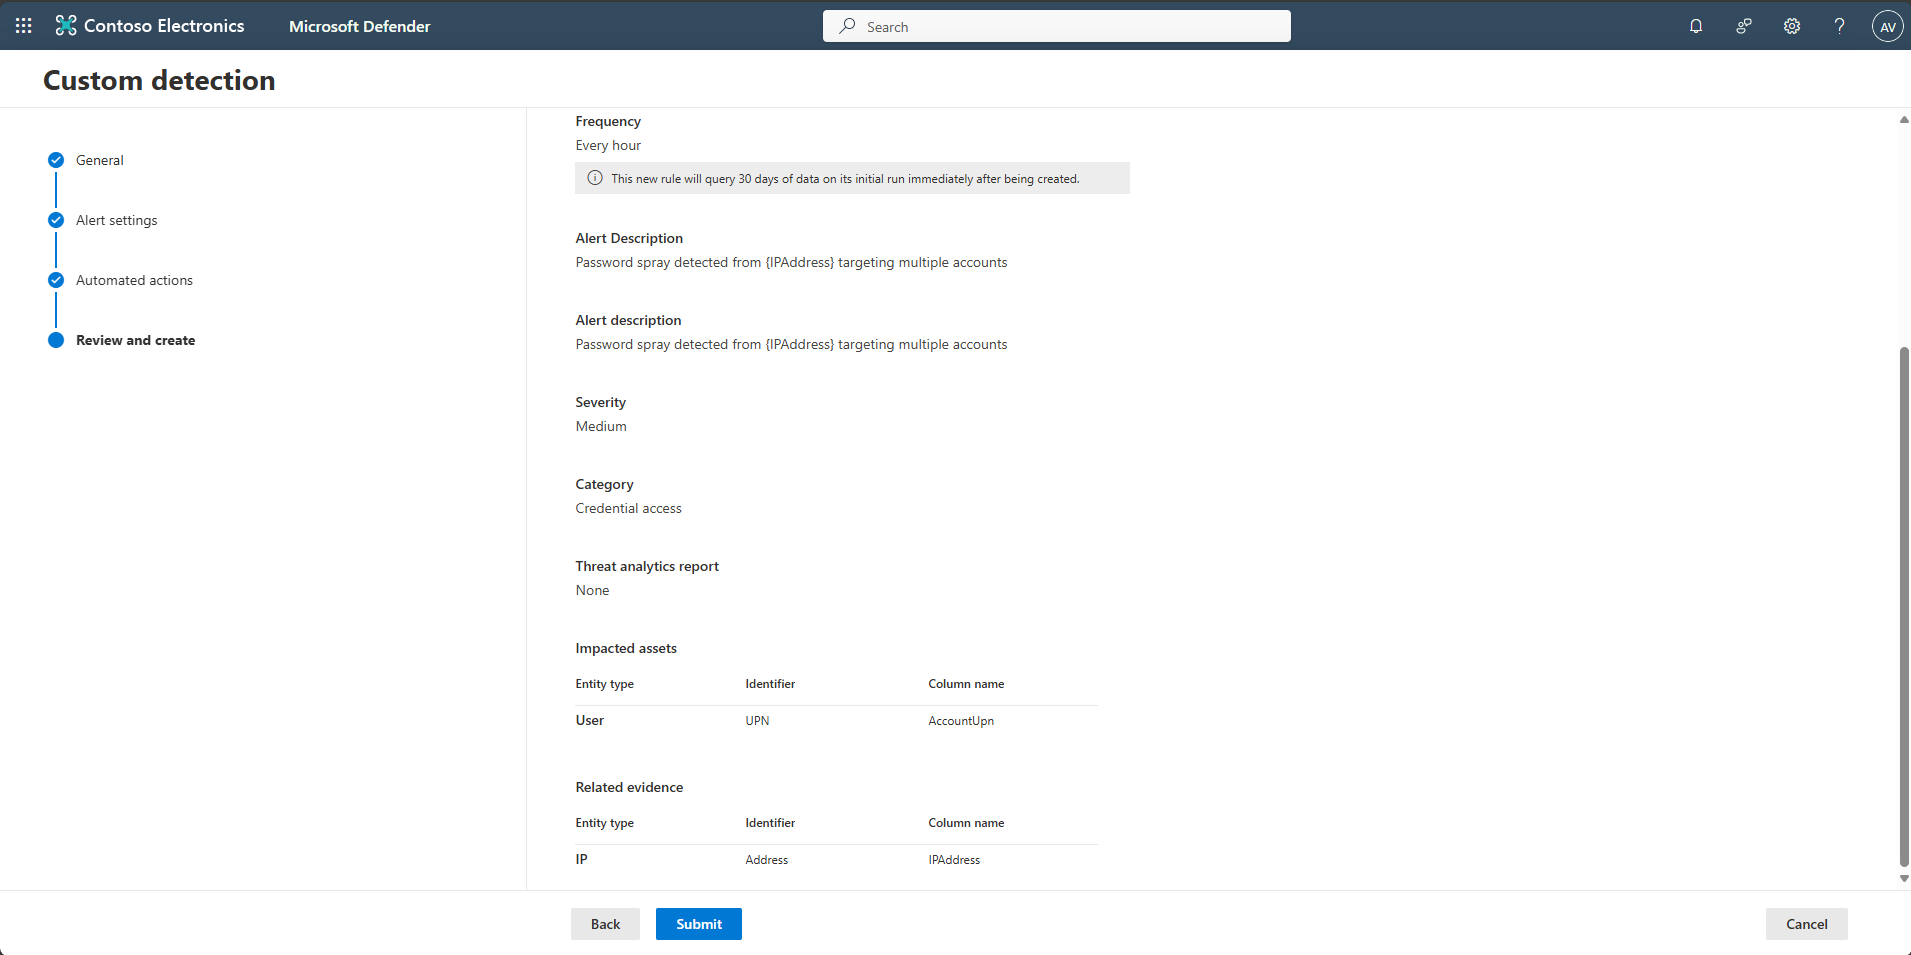 Contoso Electronics
Microsoft Defender
Search
AV
Custom detection
General
Alert settings
Automated actions
Review and create
Frequency
Every hour
This new rule will query 30 days of data on its initial run immediately after being created.
Alert Description
Password spray detected from {IPAddress} targeting multiple accounts
Alert description
Password spray detected from {IPAddress} targeting multiple accounts
Severity
Medium
Category
Credential access
Threat analytics report
None
Impacted assets
Entity type Identifier Column name
User UPN AccountUpn
Related evidence
Entity type Identifier Column name
IP Address IPAddress
Back Submit Cancel